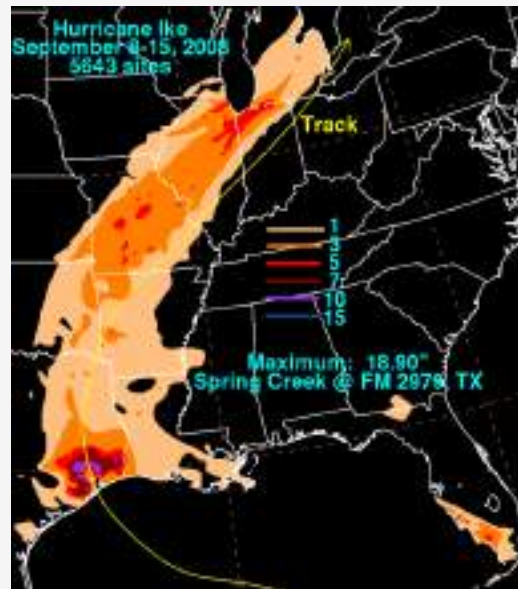 Hurricane Ike
September 8-15, 2008
5643 sites
Track
1
3
5
7
10
15
Maximum: 18.90"
Spring Creek @ FM 2979, TX